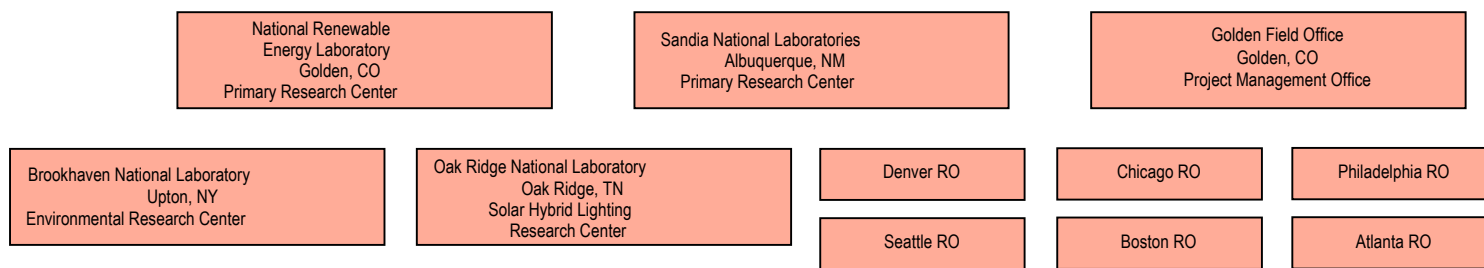 National Renewable
Energy Laboratory
Golden, CO
Primary Research Center
Sandia National Laboratories
Albuquerque, NM
Primary Research Center
Golden Field Office
Golden, CO
Project Management Office
Brookhaven National Laboratory
Upton, NY
Environmental Research Center
Oak Ridge National Laboratory
Oak Ridge, TN
Solar Hybrid Lighting
Research Center
Denver RO
Chicago RO
Philadelphia RO
Seattle RO
Boston RO
Atlanta RO